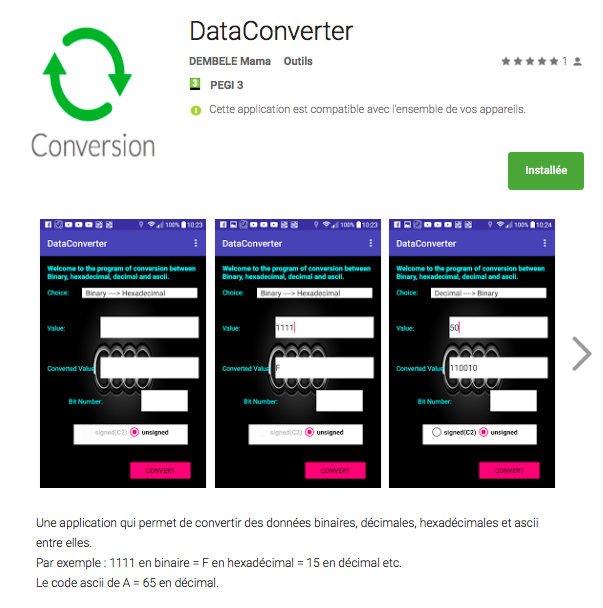 DataConverter
DEMBELE Mama Outils
1
3 PEGI 3
Cette application est compatible avec l'ensemble de vos appareils.
Conversion
Installée
100% 10:23
DataConverter
Welcome to the program of conversion between
Binary, hexadecimal, decimal and ascii.
Choice: Binary ---> Hexadecimal
Value:
Converted Value
Bit Number:
signed(C2) unsigned
CONVERT
100% 10:23
DataConverter
Welcome to the program of conversion between
Binary, hexadecimal, decimal and ascii.
Choice: Binary ---> Hexadecimal
Value: 1111
Converted Value F
Bit Number:
signed(C2) unsigned
CONVERT
100% 10:24
DataConverter
Welcome to the program of conversion between
Binary, hexadecimal, decimal and ascii.
Choice: Decimal ---> Binary
Value: 50
Converted Value 110010
Bit Number:
signed(C2) unsigned
CONVERT
Une application qui permet de convertir des données binaires, décimales, hexadécimales et ascii
entre elles.
Par exemple : 1111 en binaire = F en hexadécimal = 15 en décimal etc.
Le code ascii de A = 65 en décimal.